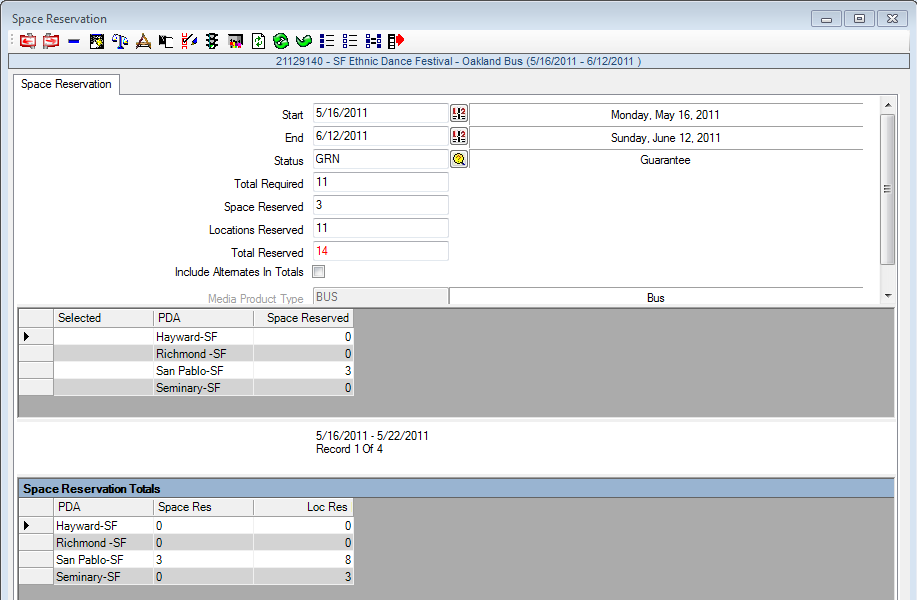 Space Reservation
21129140 - SF Ethnic Dance Festival - Oakland Bus (5/16/2011 - 6/12/2011 )
Space Reservation
Start 5/16/2011 Monday, May 16, 2011
End 6/12/2011 Sunday, June 12, 2011
Status GRN Guarantee
Total Required 11
Space Reserved 3
Locations Reserved 11
Total Reserved 14
Include Alternates In Totals
Media Product Type BUS Bus
Selected PDA Space Reserved
Hayward-SF 0
Richmond -SF 0
San Pablo-SF 3
Seminary-SF 0
5/16/2011 - 5/22/2011
Record 1 Of 4
Space Reservation Totals
PDA Space Res Loc Res
Hayward-SF 0 0
Richmond -SF 0 0
San Pablo-SF 3 8
Seminary-SF 0 3